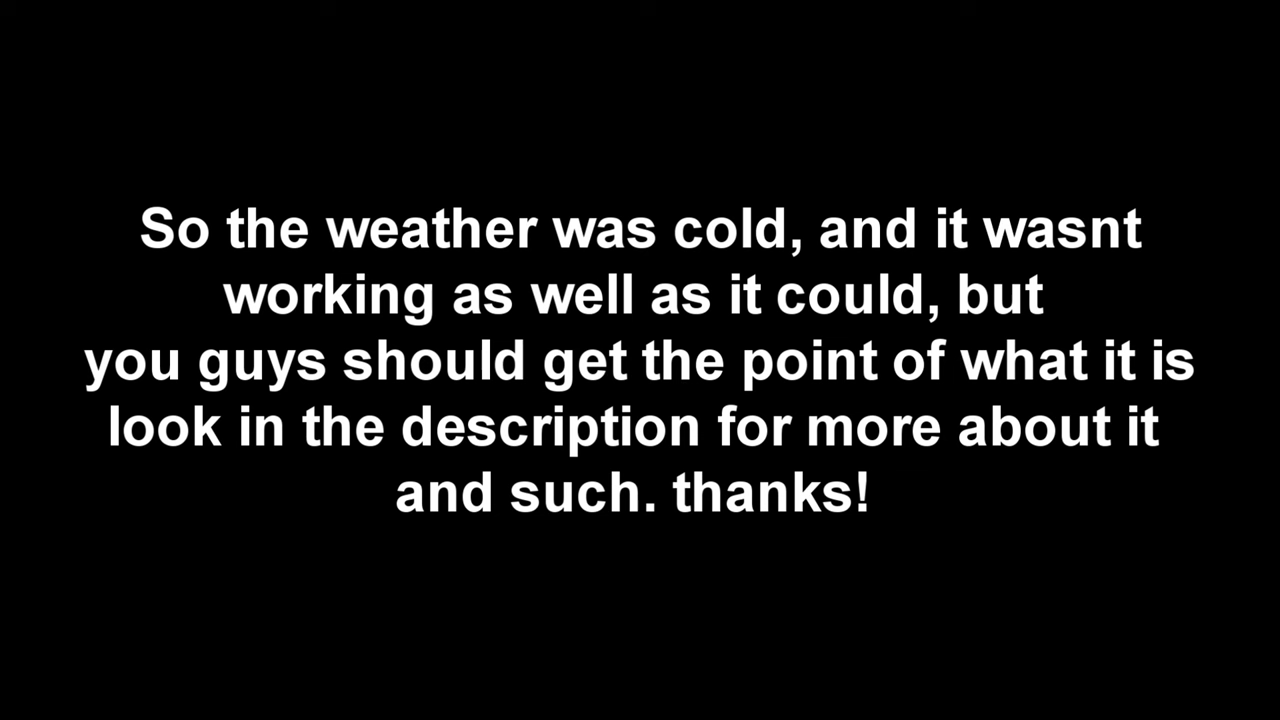 So the weather was cold, and it wasnt
working as well as it could, but
you guys should get the point of what it is
look in the description for more about it
and such. thanks!